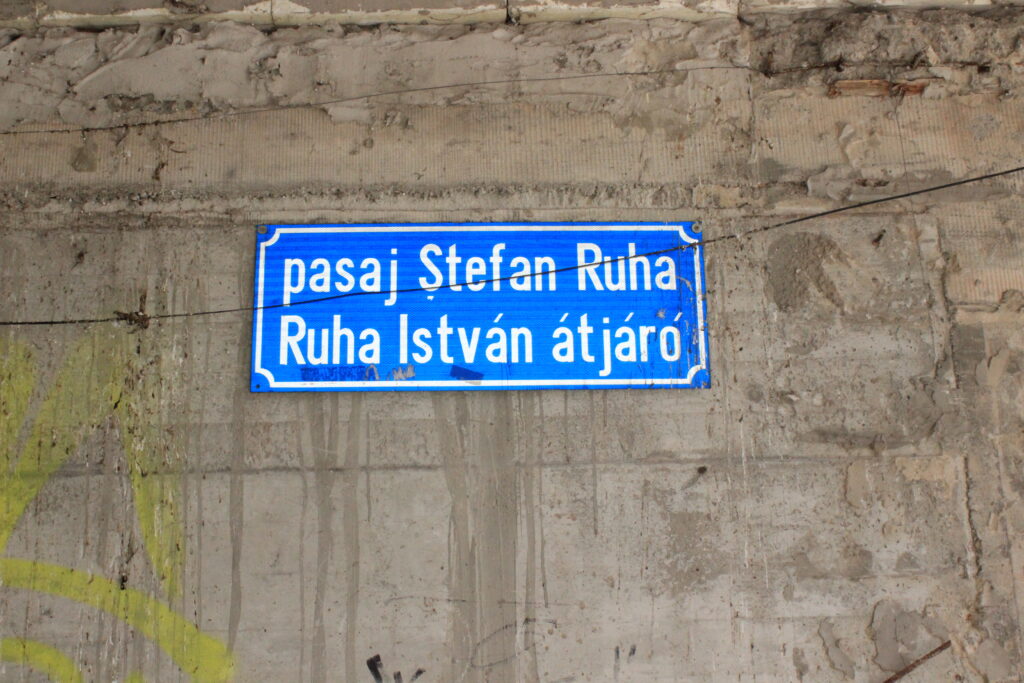 pasaj Ștefan Ruha
Ruha István átjáró